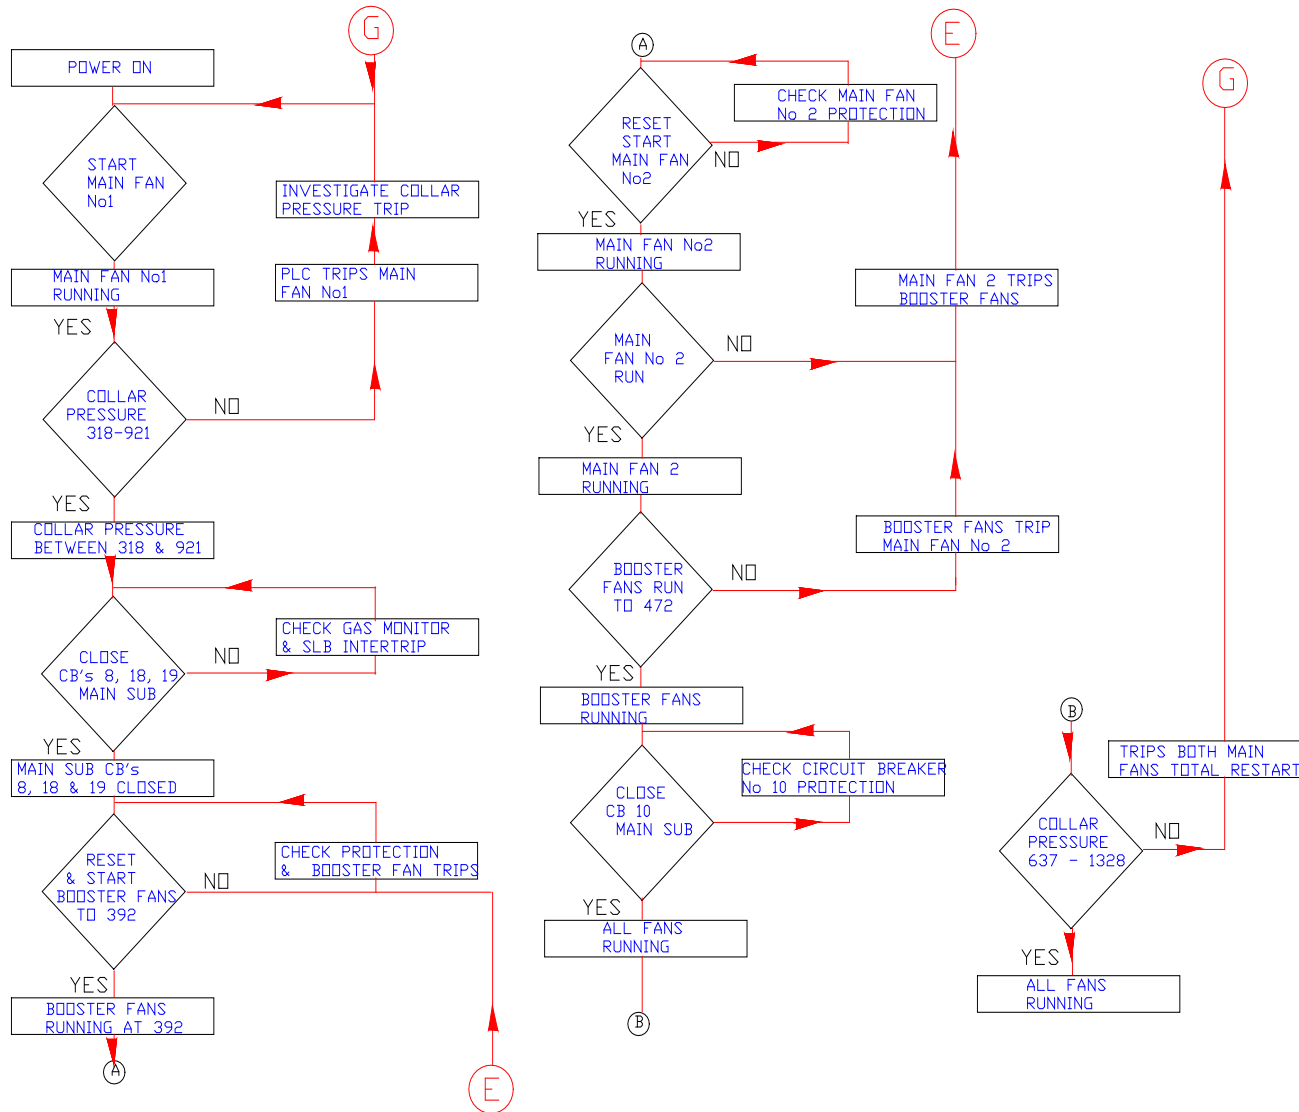 G
POWER ON
START
MAIN FAN
No1
INVESTIGATE COLLAR
PRESSURE TRIP
MAIN FAN No1
RUNNING
PLC TRIPS MAIN
FAN No1
YES
COLLAR
PRESSURE
318-921
NO
YES
COLLAR PRESSURE
BETWEEN 318 & 921
CHECK GAS MONITOR
& SLB INTERTRIP
CLOSE
CB's 8, 18, 19
MAIN SUB
NO
YES
MAIN SUB CB's
8, 18 & 19 CLOSED
CHECK PROTECTION
& BOOSTER FAN TRIPS
RESET
& START
BOOSTER FANS
TO 392
NO
YES
BOOSTER FANS
RUNNING AT 392
A
E
A
E
CHECK MAIN FAN
No 2 PROTECTION
RESET
START
MAIN FAN
No2
NO
YES
MAIN FAN No2
RUNNING
MAIN FAN 2 TRIPS
BOOSTER FANS
MAIN
FAN No 2
RUN
NO
YES
MAIN FAN 2
RUNNING
BOOSTER FANS TRIP
MAIN FAN No 2
BOOSTER
FANS RUN
TO 472
NO
YES
BOOSTER FANS
RUNNING
CHECK CIRCUIT BREAKER
No 10 PROTECTION
CLOSE
CB 10
MAIN SUB
YES
ALL FANS
RUNNING
B
G
B
TRIPS BOTH MAIN
FANS TOTAL RESTART
COLLAR
PRESSURE
637 - 1328
NO
YES
ALL FANS
RUNNING